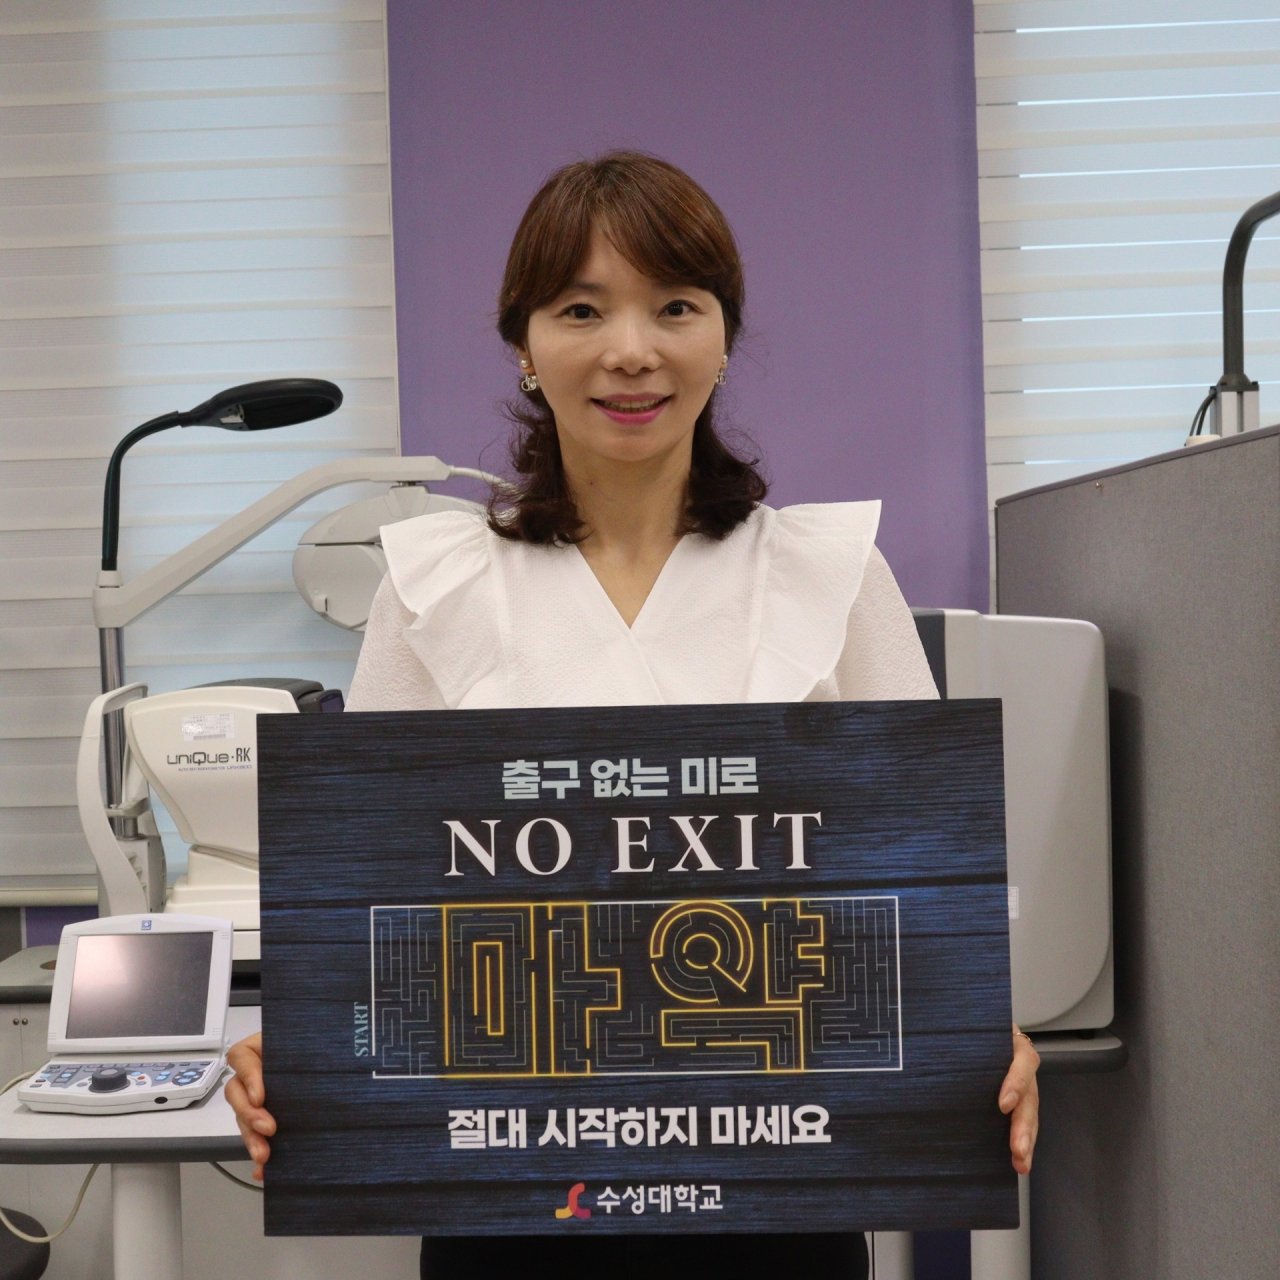 출구 없는 미로
NO EXIT
마약
START
절대 시작하지 마세요
수성대학교
UNIQUE-RK